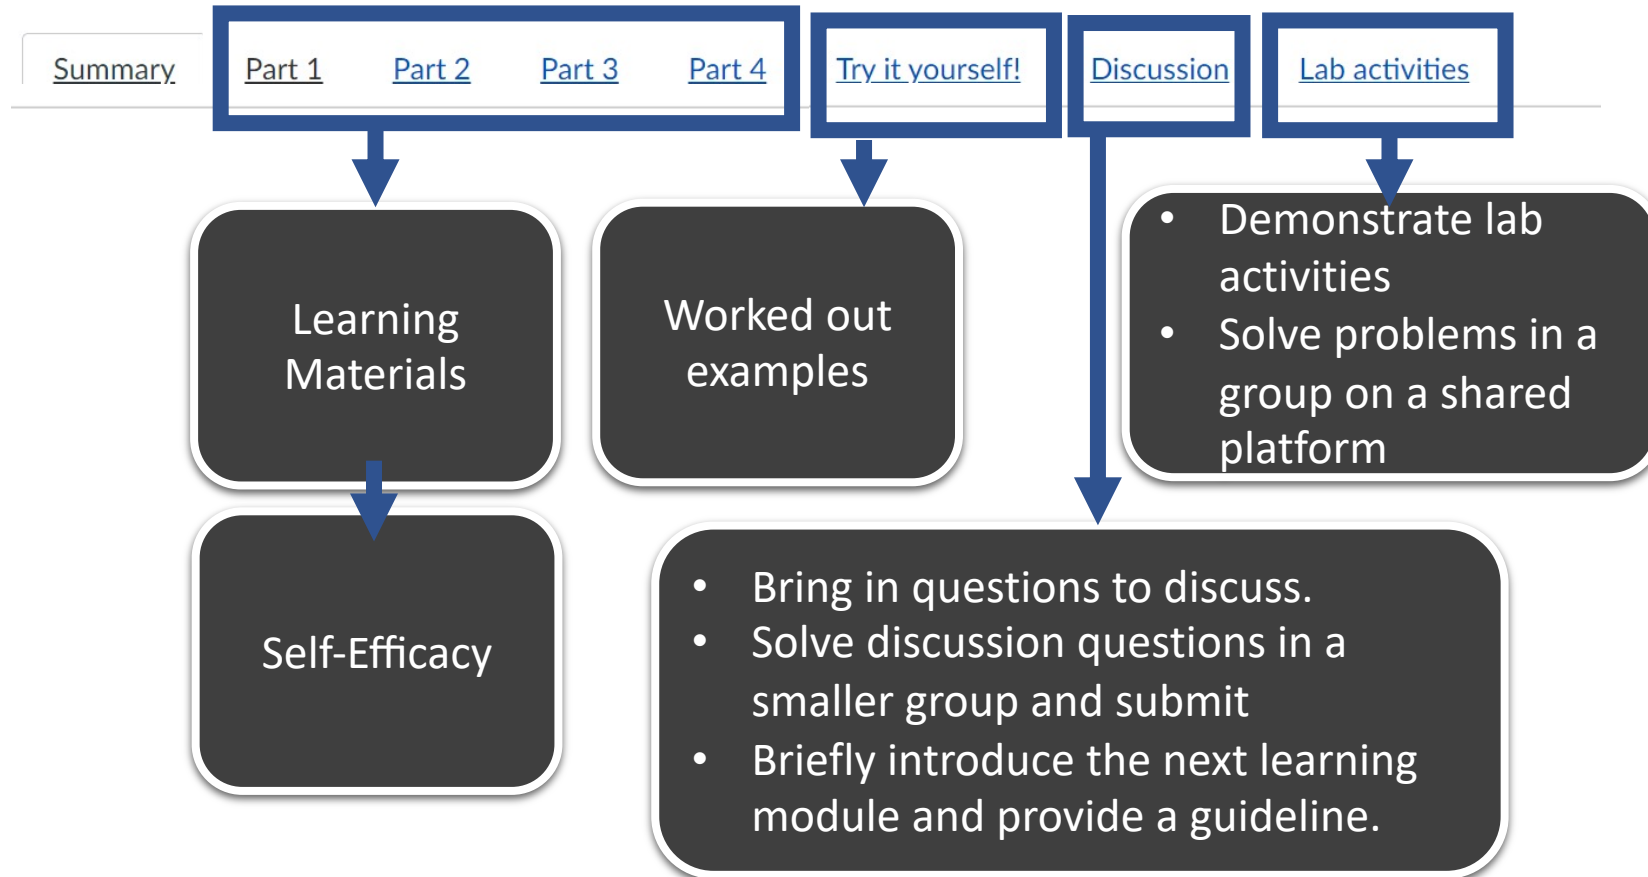 Summary Part 1 Part 2 Part 3 Part 4 Try it yourself! Discussion Lab activities
Learning
Materials
Worked out
examples
• Demonstrate lab
activities
• Solve problems in a
group on a shared
platform
Self-Efficacy
• Bring in questions to discuss.
• Solve discussion questions in a
smaller group and submit
• Briefly introduce the next learning
module and provide a guideline.